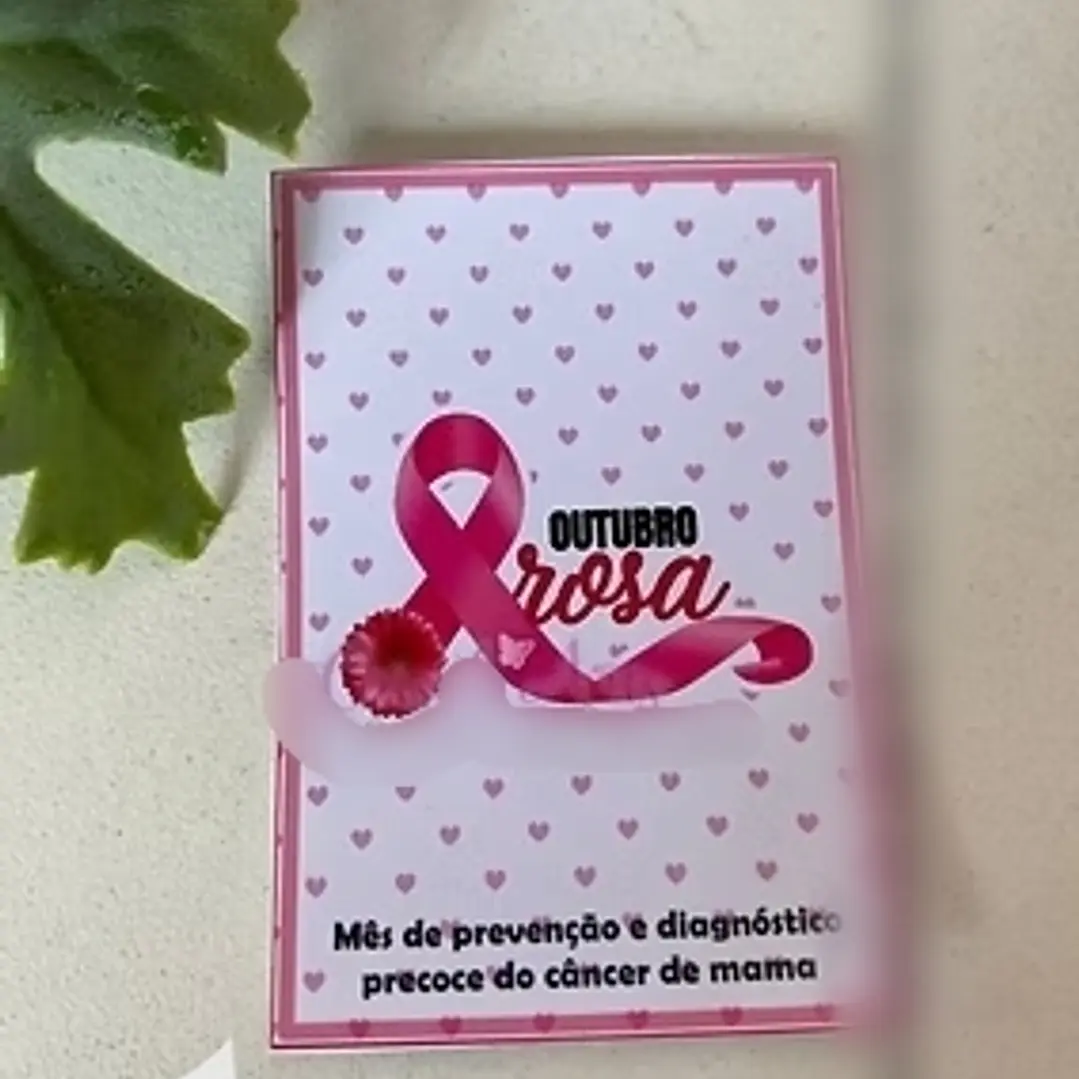 OUTUBRO
rosa
Mês de prevenção e diagnóstico
precoce do câncer de mama